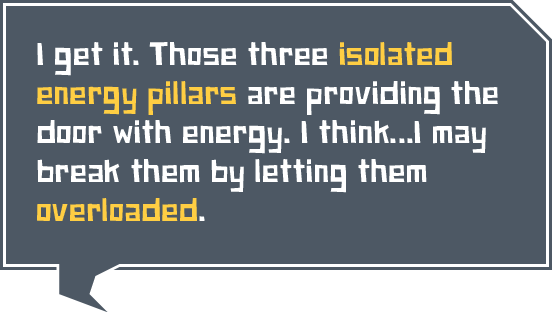 I get it. Those three isolated
energy pillars are providing the
door with energy. I think...I may
break them by letting them
overloaded.